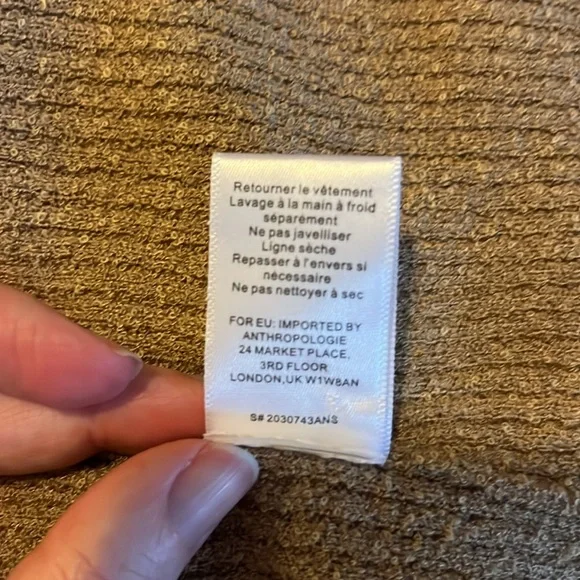 Retourner le vêtement
Lavage à la main à froid
séparément
Ne pas javelliser
Ligne sèche
Repasser à l'envers si
nécessaire
Ne pas nettoyer à sec
FOR EU: IMPORTED BY
ANTHROPOLOGIE
24 MARKET PLACE,
3RD FLOOR
LONDON,UK W1W8AN
S# 2030743ANS